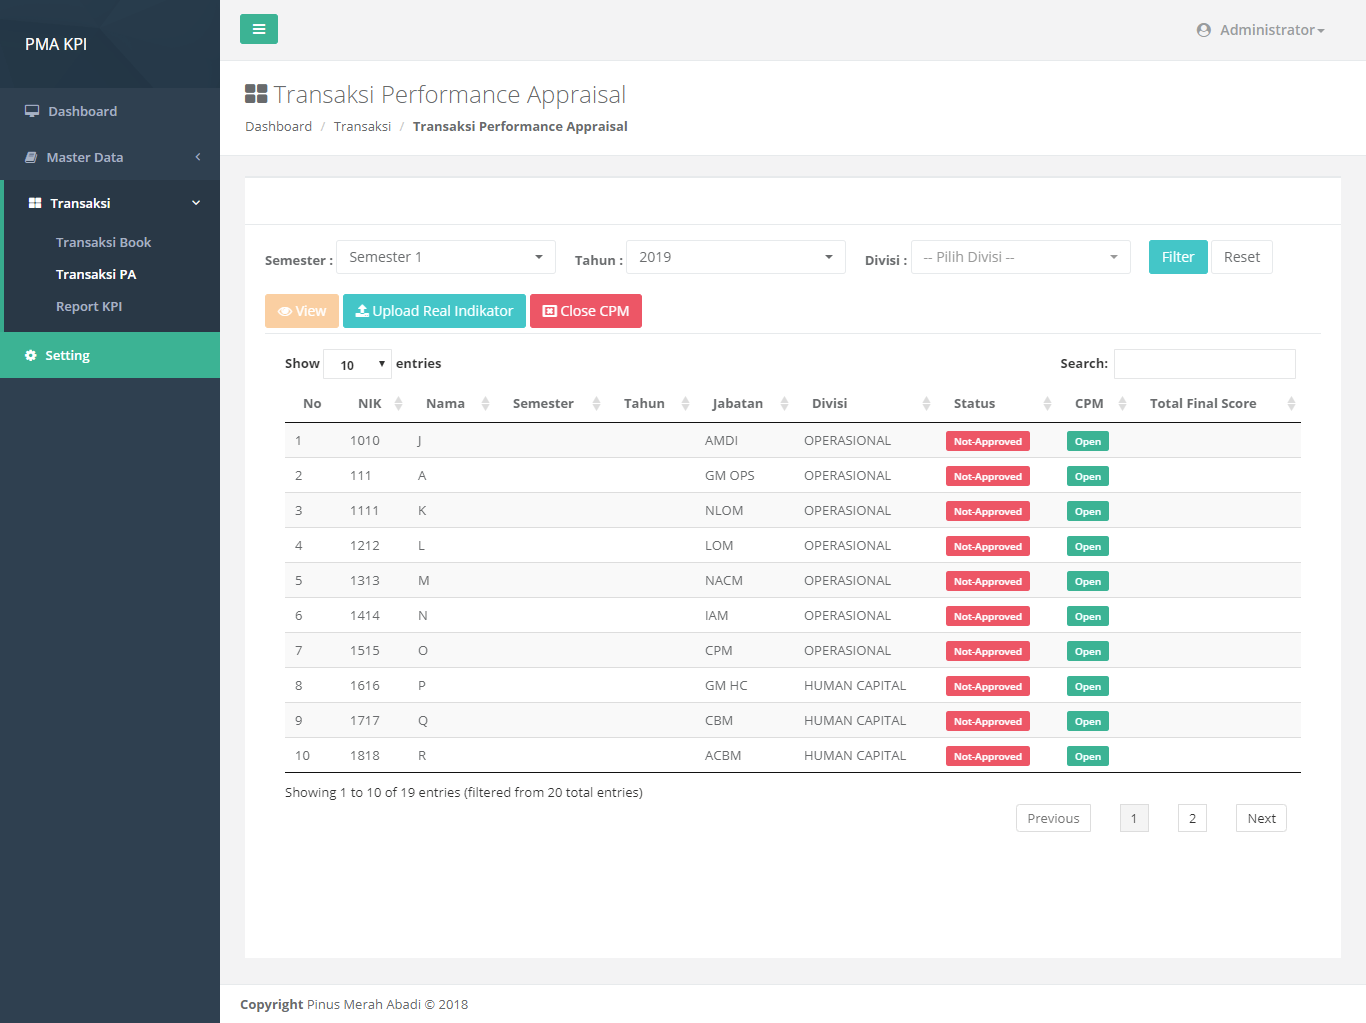 PMA KPI
Administrator
Dashboard
Master Data
Transaksi
Transaksi Book
Transaksi PA
Report KPI
Setting
Transaksi Performance Appraisal
Dashboard / Transaksi / Transaksi Performance Appraisal
Semester : Semester 1 Tahun : 2019 Divisi : -- Pilih Divisi -- Filter Reset
View Upload Real Indikator Close CPM
Show 10 entries Search:
No NIK Nama Semester Tahun Jabatan Divisi Status CPM Total Final Score
1 1010 J AMDI OPERASIONAL Not-Approved Open
2 111 A GM OPS OPERASIONAL Not-Approved Open
3 1111 K NLOM OPERASIONAL Not-Approved Open
4 1212 L LOM OPERASIONAL Not-Approved Open
5 1313 M NACM OPERASIONAL Not-Approved Open
6 1414 N IAM OPERASIONAL Not-Approved Open
7 1515 O CPM OPERASIONAL Not-Approved Open
8 1616 P GM HC HUMAN CAPITAL Not-Approved Open
9 1717 Q CBM HUMAN CAPITAL Not-Approved Open
10 1818 R ACBM HUMAN CAPITAL Not-Approved Open
Showing 1 to 10 of 19 entries (filtered from 20 total entries)
Previous 1 2 Next
Copyright Pinus Merah Abadi © 2018